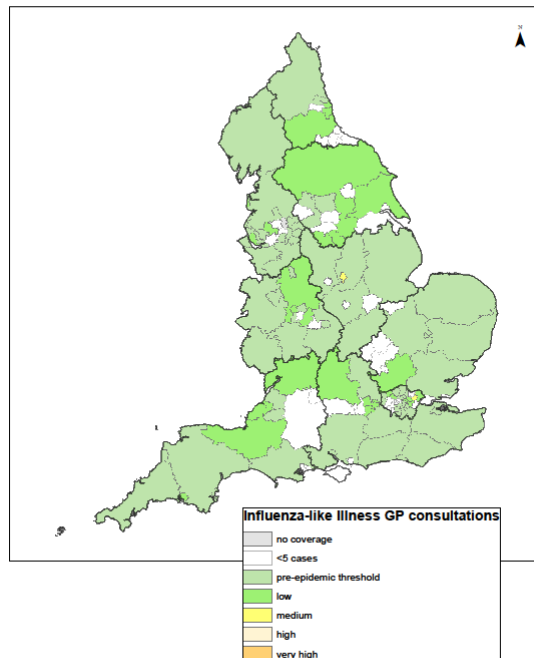 N
Influenza-like Illness GP consultations
no coverage
<5 cases
pre-epidemic threshold
low
medium
high
very high